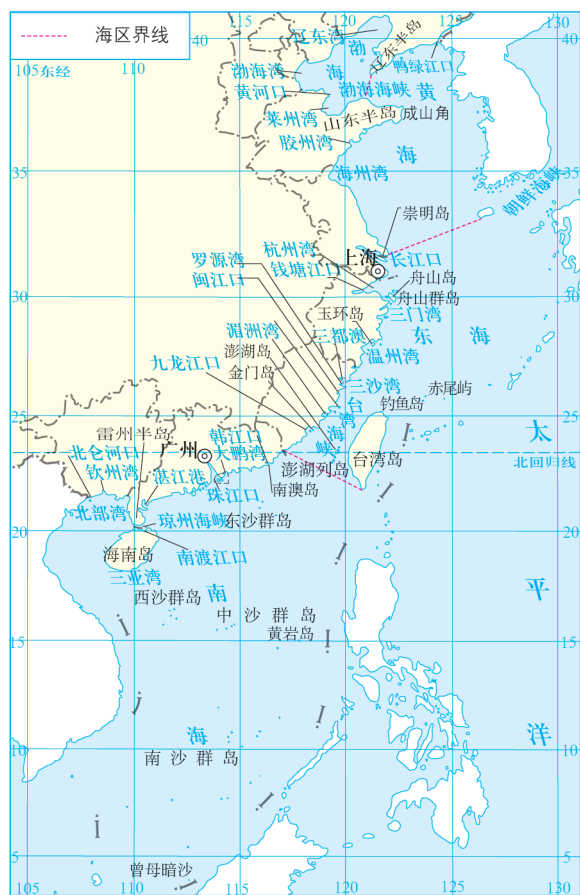 海区界线
辽东湾
渤
辽东半岛
40
40
105东经
110
115
120
125
130
渤海湾
海
鸭绿江口
黄河口
渤海海峡
黄
莱州湾
山东半岛
成山角
胶州湾
海
35
海州湾
35
朝鲜海峡
崇明岛
罗源湾
杭州湾
上海
长江口
闽江口
钱塘江口
舟山岛
30
舟山群岛
30
玉环岛
三门湾
湄洲湾
三都澳
东
海
澎湖岛
温州湾
九龙江口
金门岛
三沙湾
赤尾屿
台
钓鱼岛
25
湾
25
雷州半岛
韩江口
海
太
北仑河口
广州
大鹏湾
峡
台湾岛
北回归线
钦州湾
湛江港
澎湖列岛
珠江口
南澳岛
北部湾
琼州海峡
东沙群岛
20
20
海南岛
南渡江口
三亚湾
南
平
西沙群岛
中沙群岛
黄岩岛
15
15
海
洋
南沙群岛
10
10
5
曾母暗沙
5
105
110
115
120
125
130